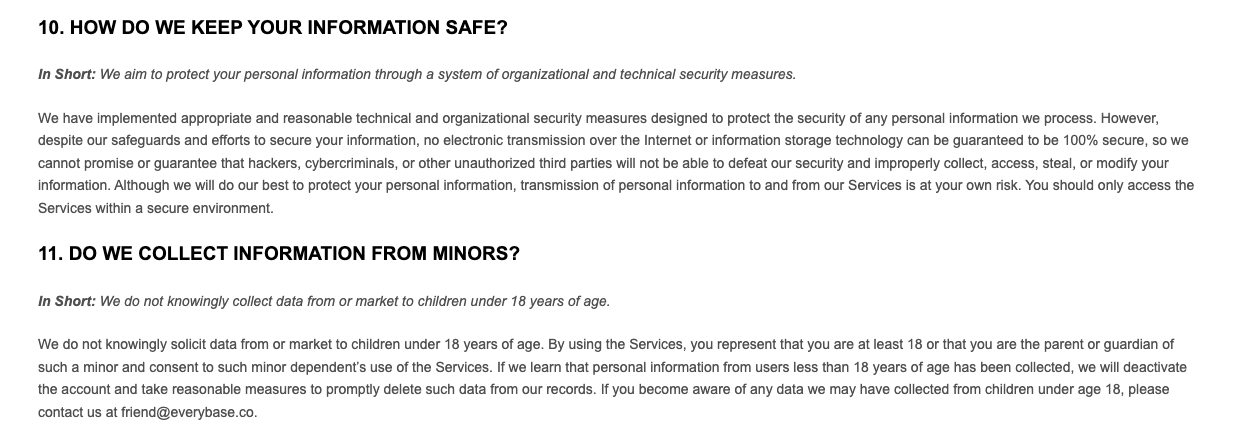 10. HOW DO WE KEEP YOUR INFORMATION SAFE?
In Short: We aim to protect your personal information through a system of organizational and technical security measures.
We have implemented appropriate and reasonable technical and organizational security measures designed to protect the security of any personal information we process. However,
despite our safeguards and efforts to secure your information, no electronic transmission over the Internet or information storage technology can be guaranteed to be 100% secure, so we
cannot promise or guarantee that hackers, cybercriminals, or other unauthorized third parties will not be able to defeat our security and improperly collect, access, steal, or modify your
information. Although we will do our best to protect your personal information, transmission of personal information to and from our Services is at your own risk. You should only access the
Services within a secure environment.
11. DO WE COLLECT INFORMATION FROM MINORS?
In Short: We do not knowingly collect data from or market to children under 18 years of age.
We do not knowingly solicit data from or market to children under 18 years of age. By using the Services, you represent that you are at least 18 or that you are the parent or guardian of
such a minor and consent to such minor dependent's use of the Services. If we learn that personal information from users less than 18 years of age has been collected, we will deactivate
the account and take reasonable measures to promptly delete such data from our records. If you become aware of any data we may have collected from children under age 18, please
contact us at friend@everybase.co.